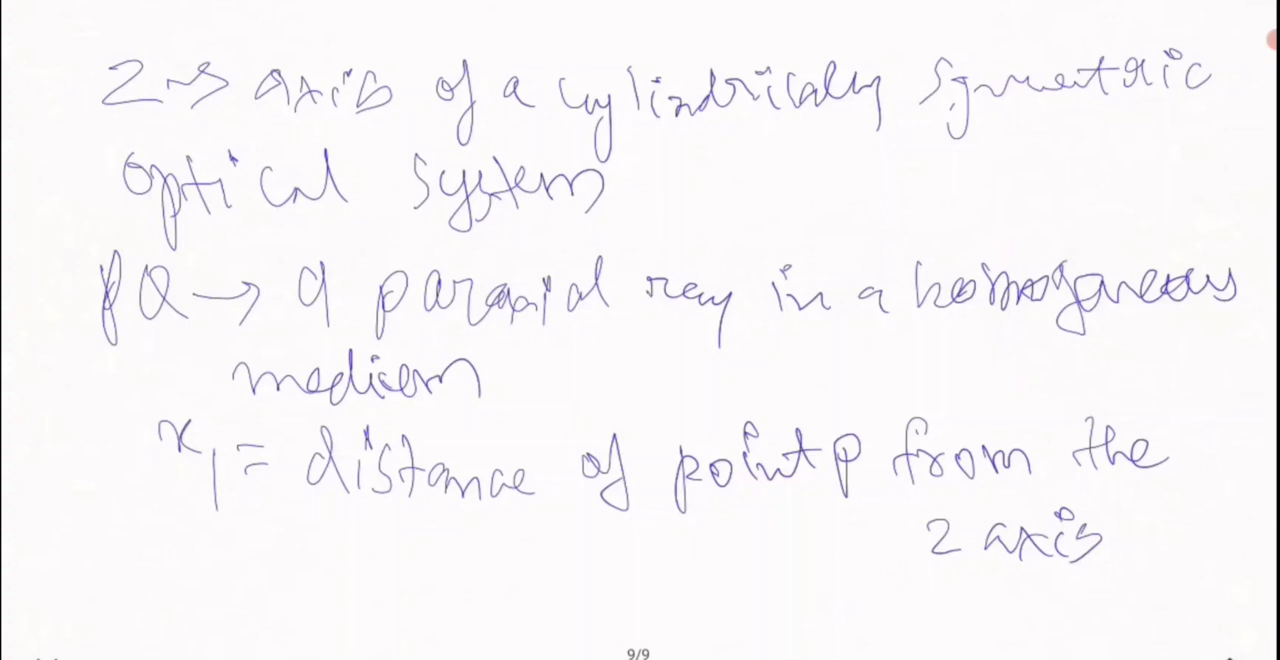 Z → axis of a cylindrically symmetric
optical system
PQ → a paraxial ray in a homogeneous
medium
x₁ = distance of point P from the
Z axis
9/9